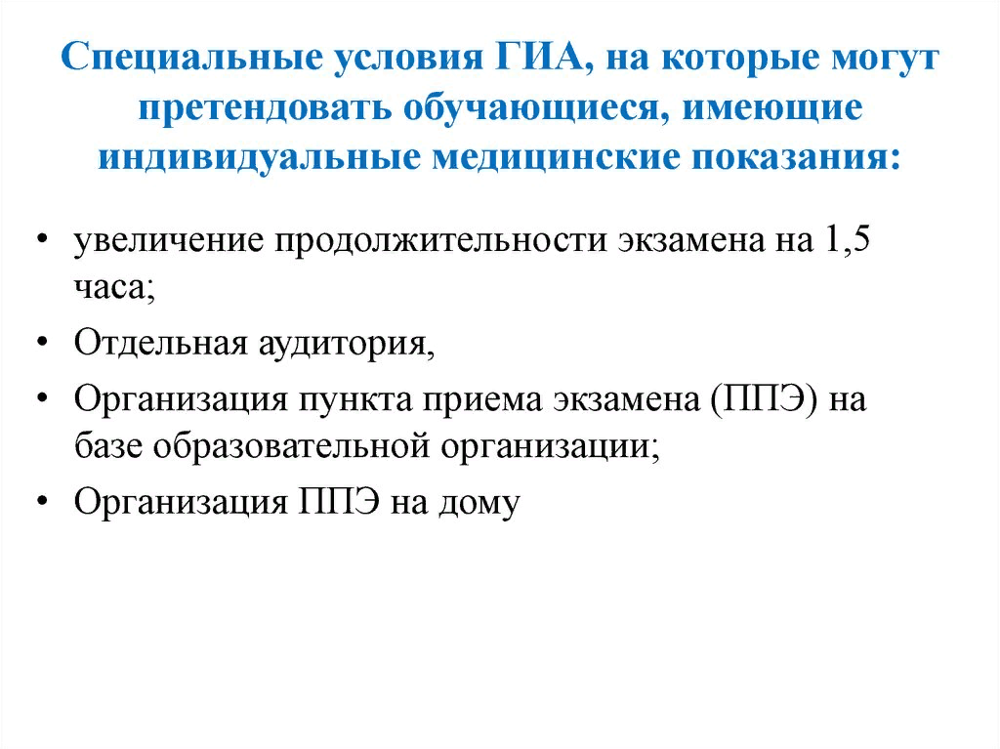 Специальные условия ГИА, на которые могут
претендовать обучающиеся, имеющие
индивидуальные медицинские показания:
• увеличение продолжительности экзамена на 1,5
часа;
• Отдельная аудитория,
• Организация пункта приема экзамена (ППЭ) на
базе образовательной организации;
• Организация ППЭ на дому